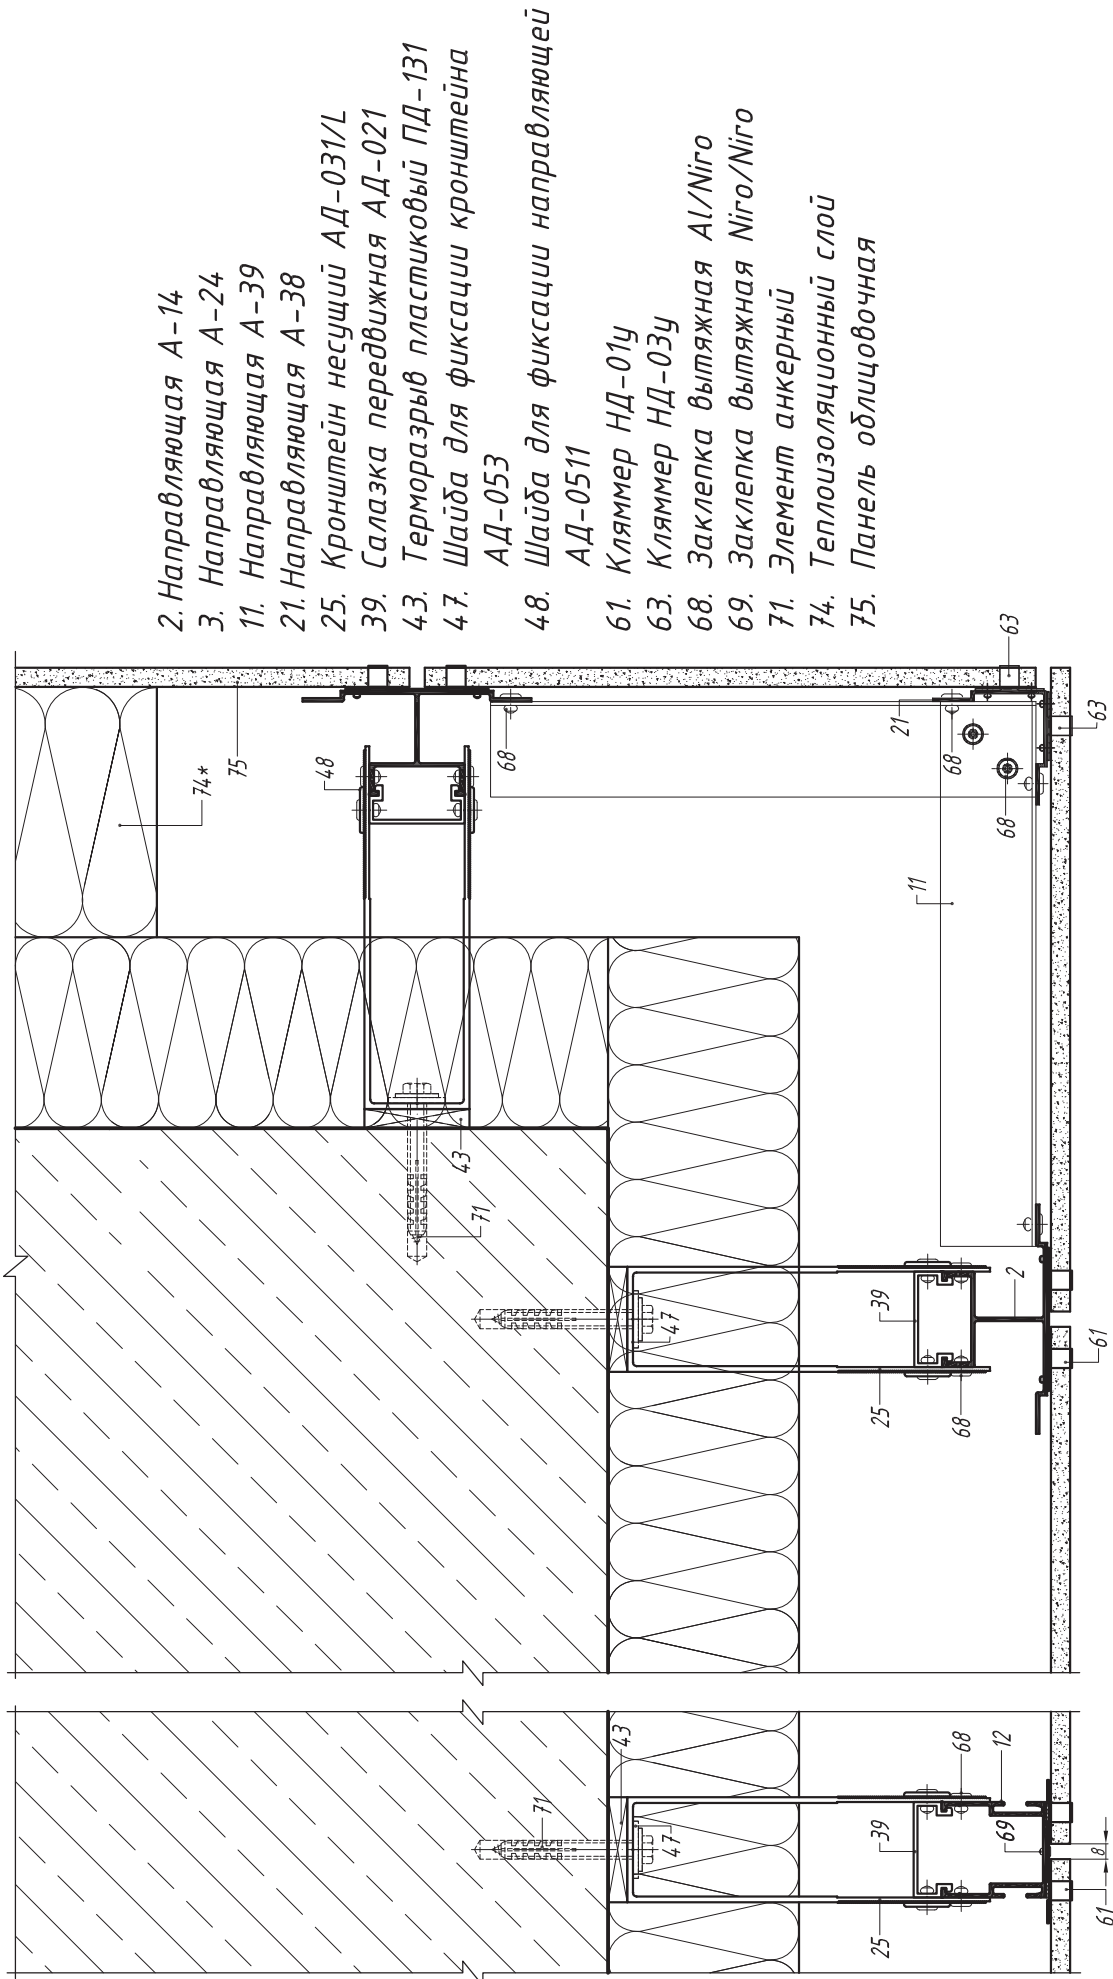 2. Направляющая А-14
3. Направляющая А-24
11. Направляющая А-39
21. Направляющая А-38
25. Кронштейн несущий АД-031/L
39. Салазка передвижная АД-021
43. Терморазрыв пластиковый ПД-131
47. Шайба для фиксации кронштейна
АД-053
48. Шайба для фиксации направляющей
АД-0511
61. Кляммер НД-01у
63. Кляммер НД-03у
68. Заклепка вытяжная Al/Niro
69. Заклепка вытяжная Niro/Niro
71. Элемент анкерный
74. Теплоизоляционный слой
75. Панель облицовочная
74*
75
48
68
21
68
68
63
63
11
43
71
47
39
2
25
68
61
43
71
47
39
68
12
69
25
8
61